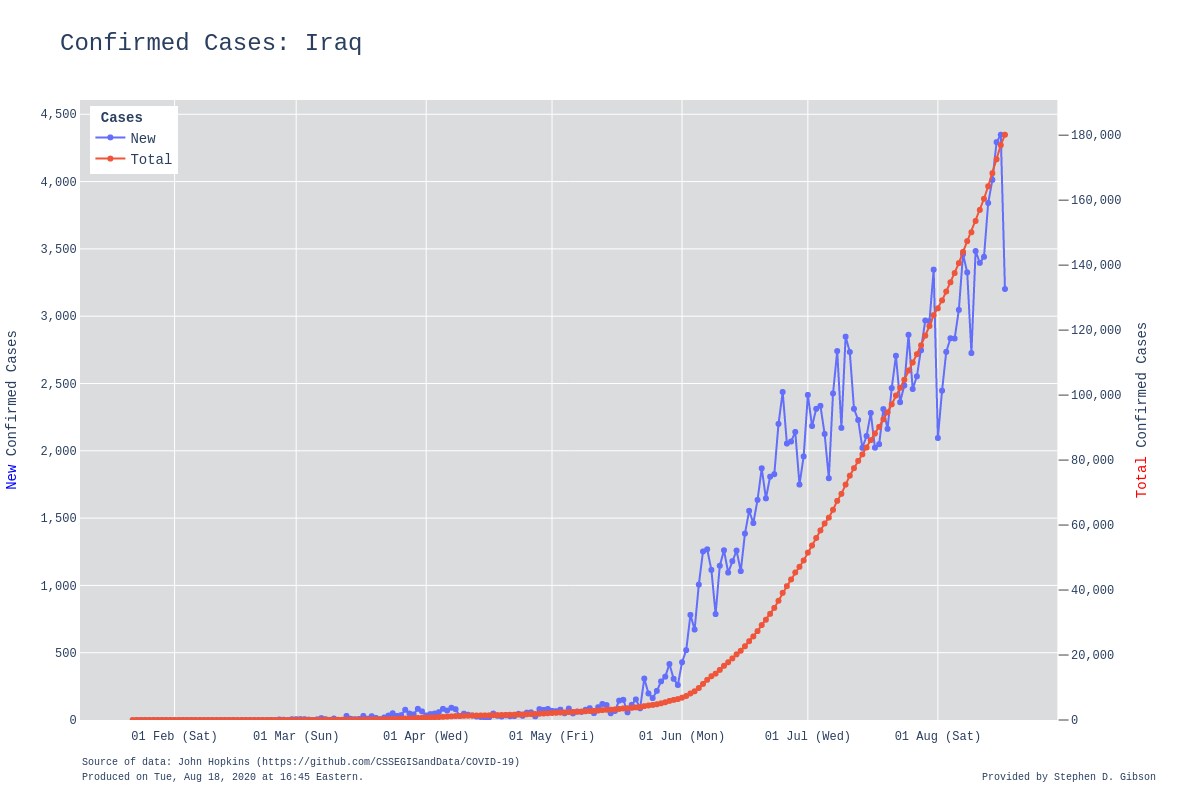 Confirmed Cases: Iraq
Cases
New
Total
4,500
4,000
3,500
3,000
2,500
2,000
1,500
1,000
500
0
180,000
160,000
140,000
120,000
100,000
80,000
60,000
40,000
20,000
0
New Confirmed Cases
Total Confirmed Cases
01 Feb (Sat)
01 Mar (Sun)
01 Apr (Wed)
01 May (Fri)
01 Jun (Mon)
01 Jul (Wed)
01 Aug (Sat)
Source of data: John Hopkins (https://github.com/CSSEGISandData/COVID-19)
Produced on Tue, Aug 18, 2020 at 16:45 Eastern.
Provided by Stephen D. Gibson